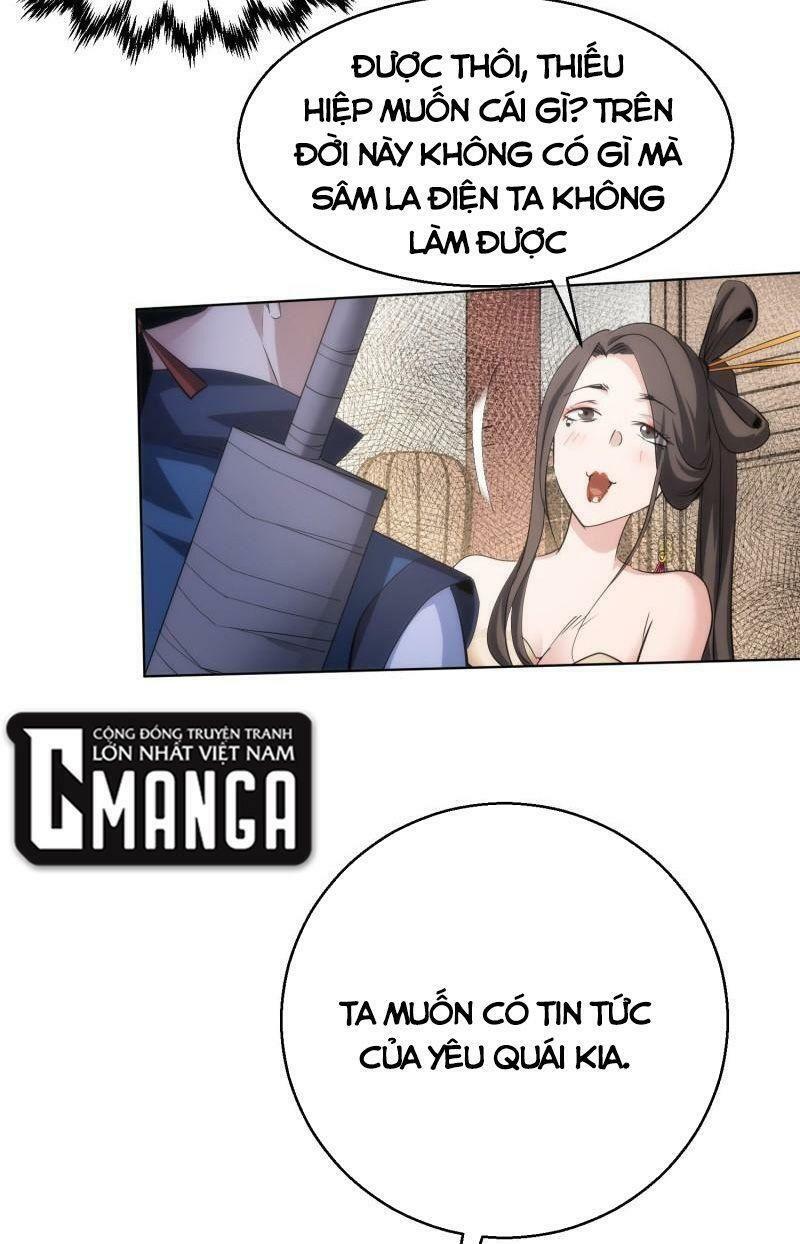 ĐƯỢC THÔI, THIẾU
HIỆP MUỐN CÁI GÌ? TRÊN
ĐỜI NÀY KHÔNG CÓ GÌ MÀ
SÂM LA ĐIỆN TA KHÔNG
LÀM ĐƯỢC
CỘNG ĐỒNG TRUYỆN TRANH
LỚN NHẤT VIỆT NAM
CMANGA
TA MUỐN CÓ TIN TỨC
CỦA YÊU QUÁI KIA.